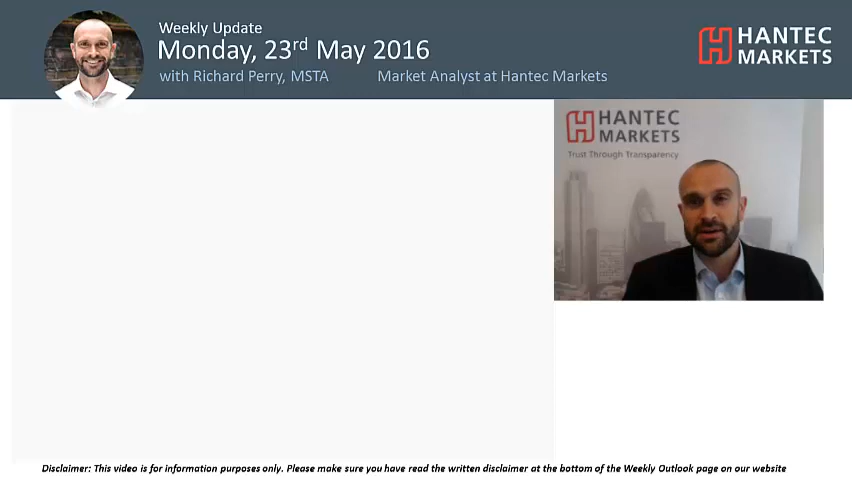 Weekly Update
Monday, 23rd May 2016
with Richard Perry, MSTA Market Analyst at Hantec Markets
HANTEC
MARKETS
HANTEC
MARKETS
Trust Through Transparency
Disclaimer: This video is for information purposes only. Please make sure you have read the written disclaimer at the bottom of the Weekly Outlook page on our website